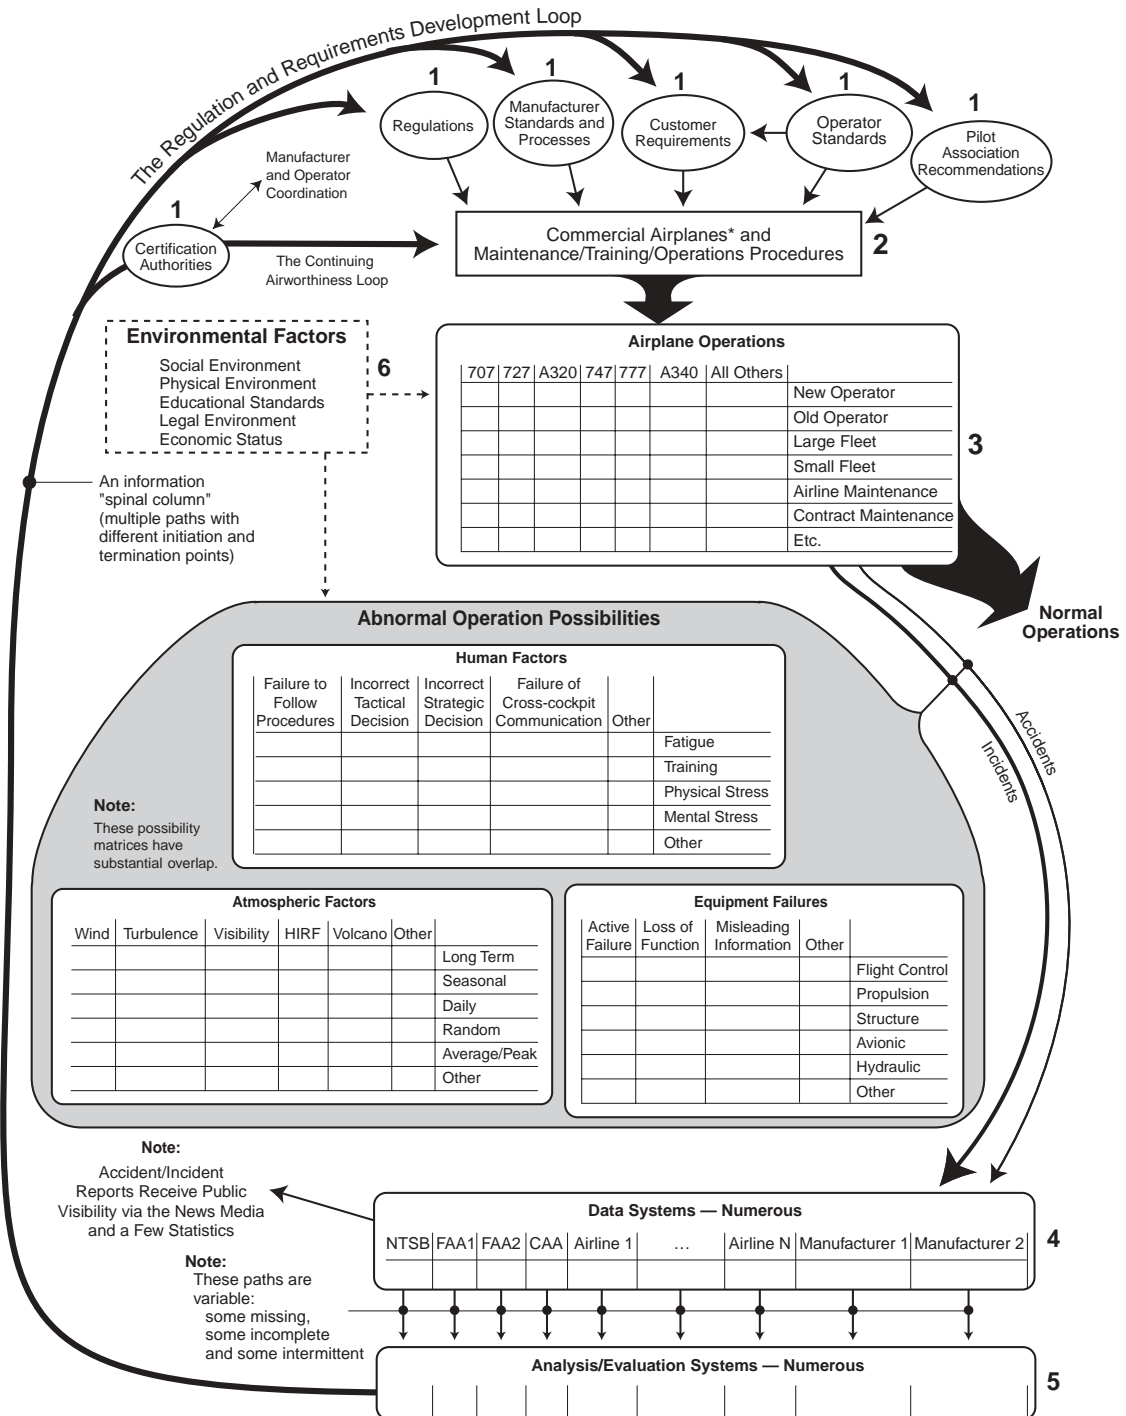 The Regulation and Requirements Development Loop
1
Regulations
1
Manufacturer
Standards and
Processes
1
Customer
Requirements
1
Operator
Standards
1
Pilot
Association
Recommendations
Manufacturer
and Operator
Coordination
1
Certification
Authorities
The Continuing
Airworthiness Loop
Commercial Airplanes* and
Maintenance/Training/Operations Procedures
2
Environmental Factors
Social Environment
Physical Environment
Educational Standards
Legal Environment
Economic Status
6
Airplane Operations
707 727 A320 747 777 A340 All Others
New Operator
Old Operator
Large Fleet
Small Fleet
Airline Maintenance
Contract Maintenance
Etc.
3
An information
"spinal column"
(multiple paths with
different initiation and
termination points)
Normal
Operations
Accidents
Incidents
Abnormal Operation Possibilities
Human Factors
Failure to
Follow
Procedures
Incorrect
Tactical
Decision
Incorrect
Strategic
Decision
Failure of
Cross-cockpit
Communication
Other
Fatigue
Training
Physical Stress
Mental Stress
Other
Note:
These possibility
matrices have
substantial overlap.
Atmospheric Factors
Wind Turbulence Visibility HIRF Volcano Other
Long Term
Seasonal
Daily
Random
Average/Peak
Other
Equipment Failures
Active
Failure
Loss of
Function
Misleading
Information
Other
Flight Control
Propulsion
Structure
Avionic
Hydraulic
Other
Note:
Accident/Incident
Reports Receive Public
Visibility via the News Media
and a Few Statistics
Data Systems — Numerous
NTSB FAA1 FAA2 CAA Airline 1 ... Airline N Manufacturer 1 Manufacturer 2
4
Note:
These paths are
variable:
some missing,
some incomplete
and some intermittent
Analysis/Evaluation Systems — Numerous
5